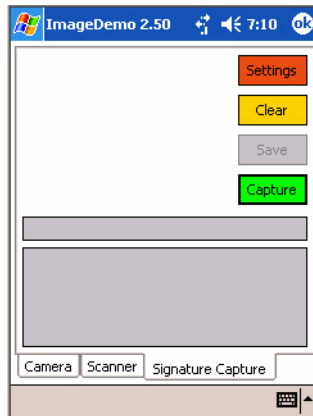 ImageDemo 2.50 7:10 ok
Settings
Clear
Save
Capture
Camera Scanner Signature Capture